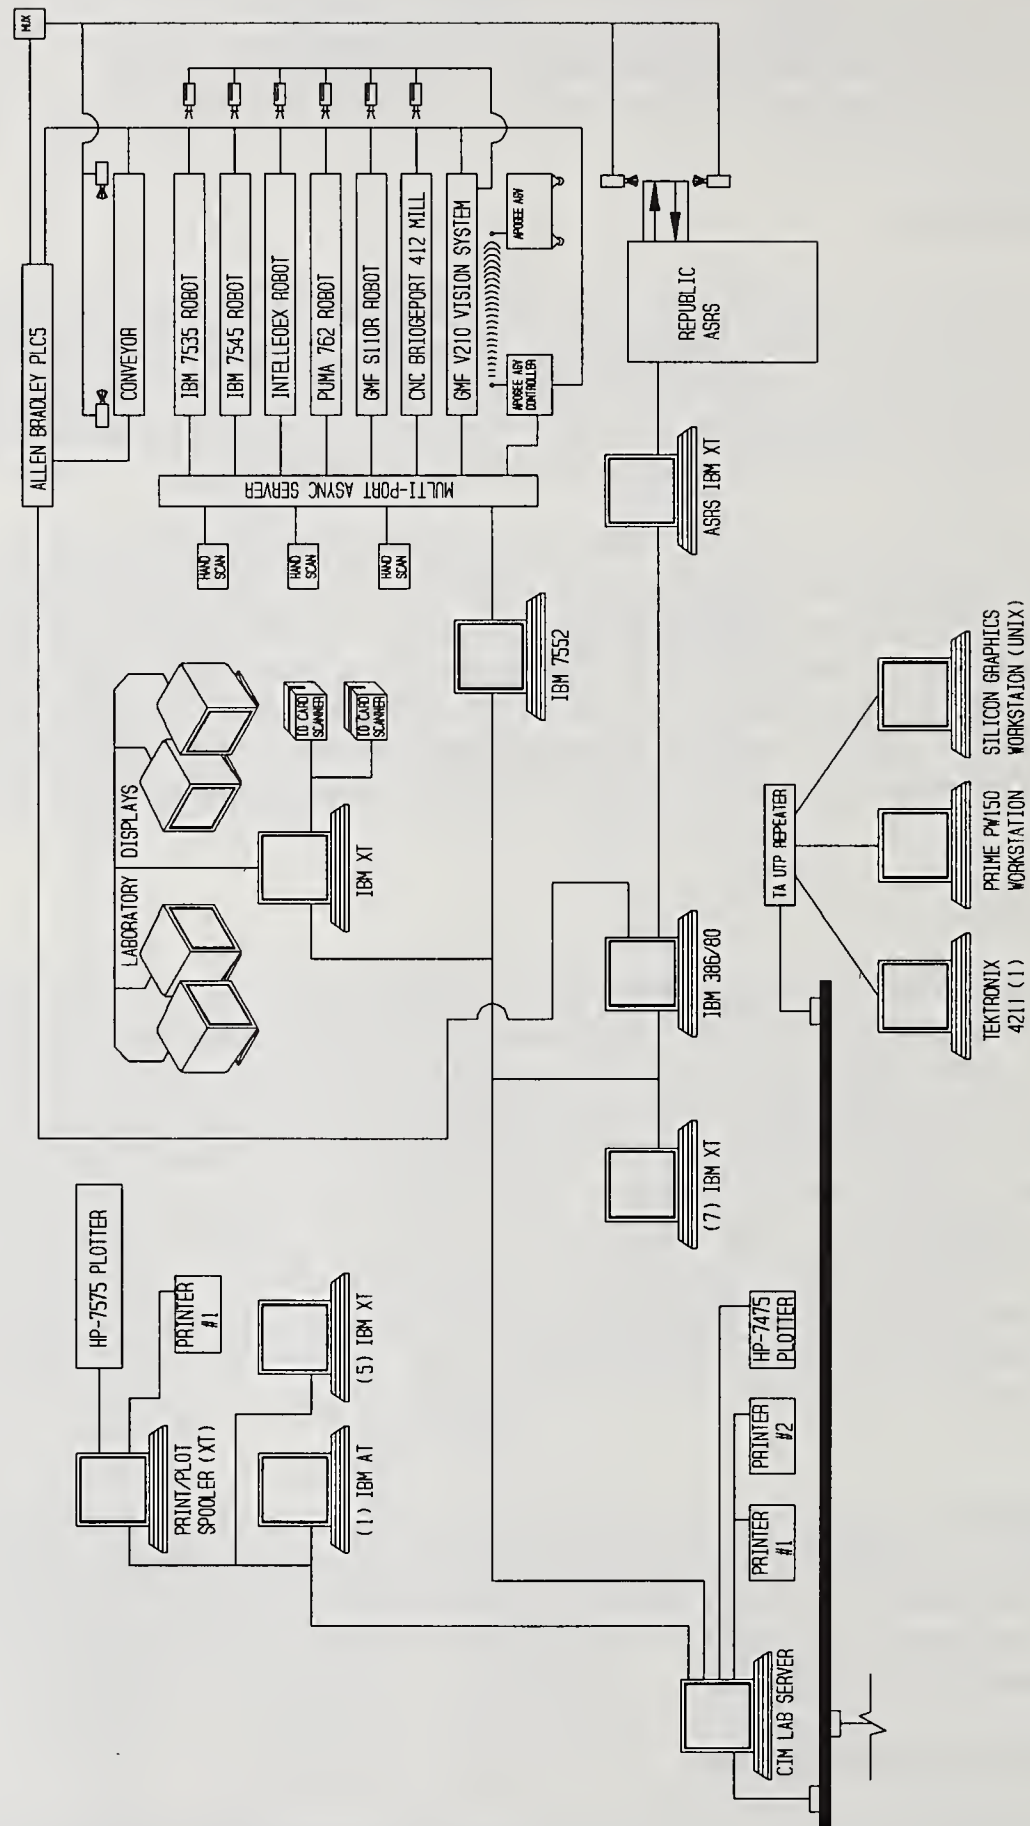 MUX
ALLEN BRADLEY PLC5
CONVEYOR
IBM 7535 ROBOT
IBM 7545 ROBOT
INTELLEDEX ROBOT
PUMA 762 ROBOT
GMF S110R ROBOT
CNC BRIDGEPORT 412 MILL
GMF V210 VISION SYSTEM
APOGEE AGV
CONTROLLER
APOGEE AGV
MULTI-PORT ASYNC SERVER
HAND
SCAN
HAND
SCAN
HAND
SCAN
REPUBLIC
ASRS
ASRS IBM XT
IBM 7552
LABORATORY DISPLAYS
ID CARD
SCANNER
ID CARD
SCANNER
IBM XT
IBM 386/80
(7) IBM XT
HP-7575 PLOTTER
PRINTER
#1
PRINT/PLOT
SPOOLER (XT)
(5) IBM XT
(1) IBM AT
HP-7475
PLOTTER
PRINTER
#2
PRINTER
#1
CIM LAB SERVER
TA UTP REPEATER
SILICON GRAPHICS
WORKSTAION (UNIX)
PRIME PW150
WORKSTATION
TEKTRONIX
4211 (1)